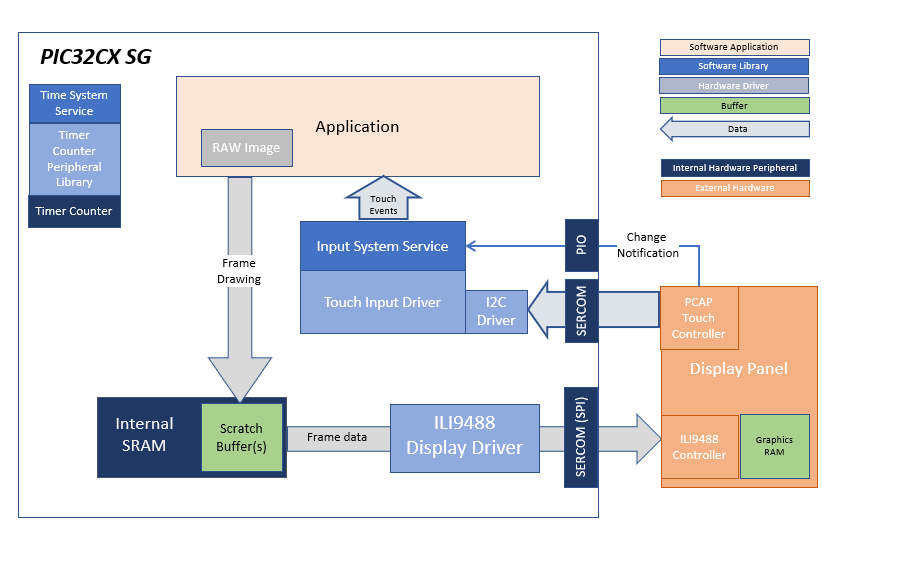 PIC32CX SG
Time System
Service
Timer
Counter
Peripheral
Library
Timer Counter
Application
RAW Image
Touch
Events
Frame
Drawing
Input System Service
Touch Input Driver
I2C
Driver
PIO
SERCOM
Change
Notification
PCAP
Touch
Controller
Display Panel
Internal
SRAM
Scratch
Buffer(s)
Frame data
ILI9488
Display Driver
SERCOM (SPI)
ILI9488
Controller
Graphics
RAM
Software Application
Software Library
Hardware Driver
Buffer
Data
Internal Hardware Peripheral
External Hardware